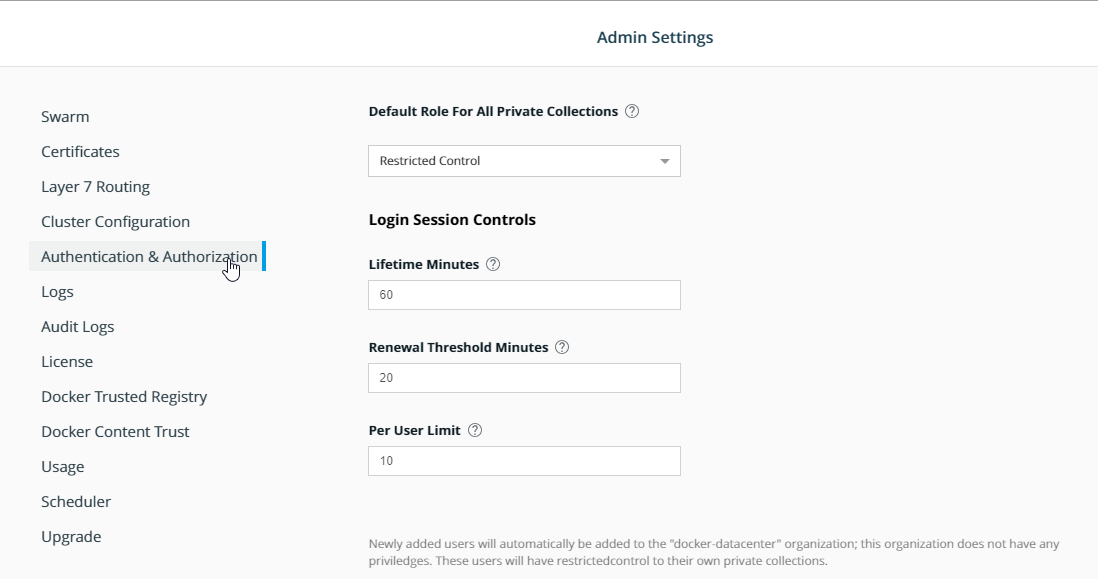 Admin Settings
Swarm
Certificates
Layer 7 Routing
Cluster Configuration
Authentication & Authorization
Logs
Audit Logs
License
Docker Trusted Registry
Docker Content Trust
Usage
Scheduler
Upgrade
Default Role For All Private Collections ?
Restricted Control
Login Session Controls
Lifetime Minutes ?
60
Renewal Threshold Minutes ?
20
Per User Limit ?
10
Newly added users will automatically be added to the "docker-datacenter" organization; this organization does not have any
priviledges. These users will have restrictedcontrol to their own private collections.